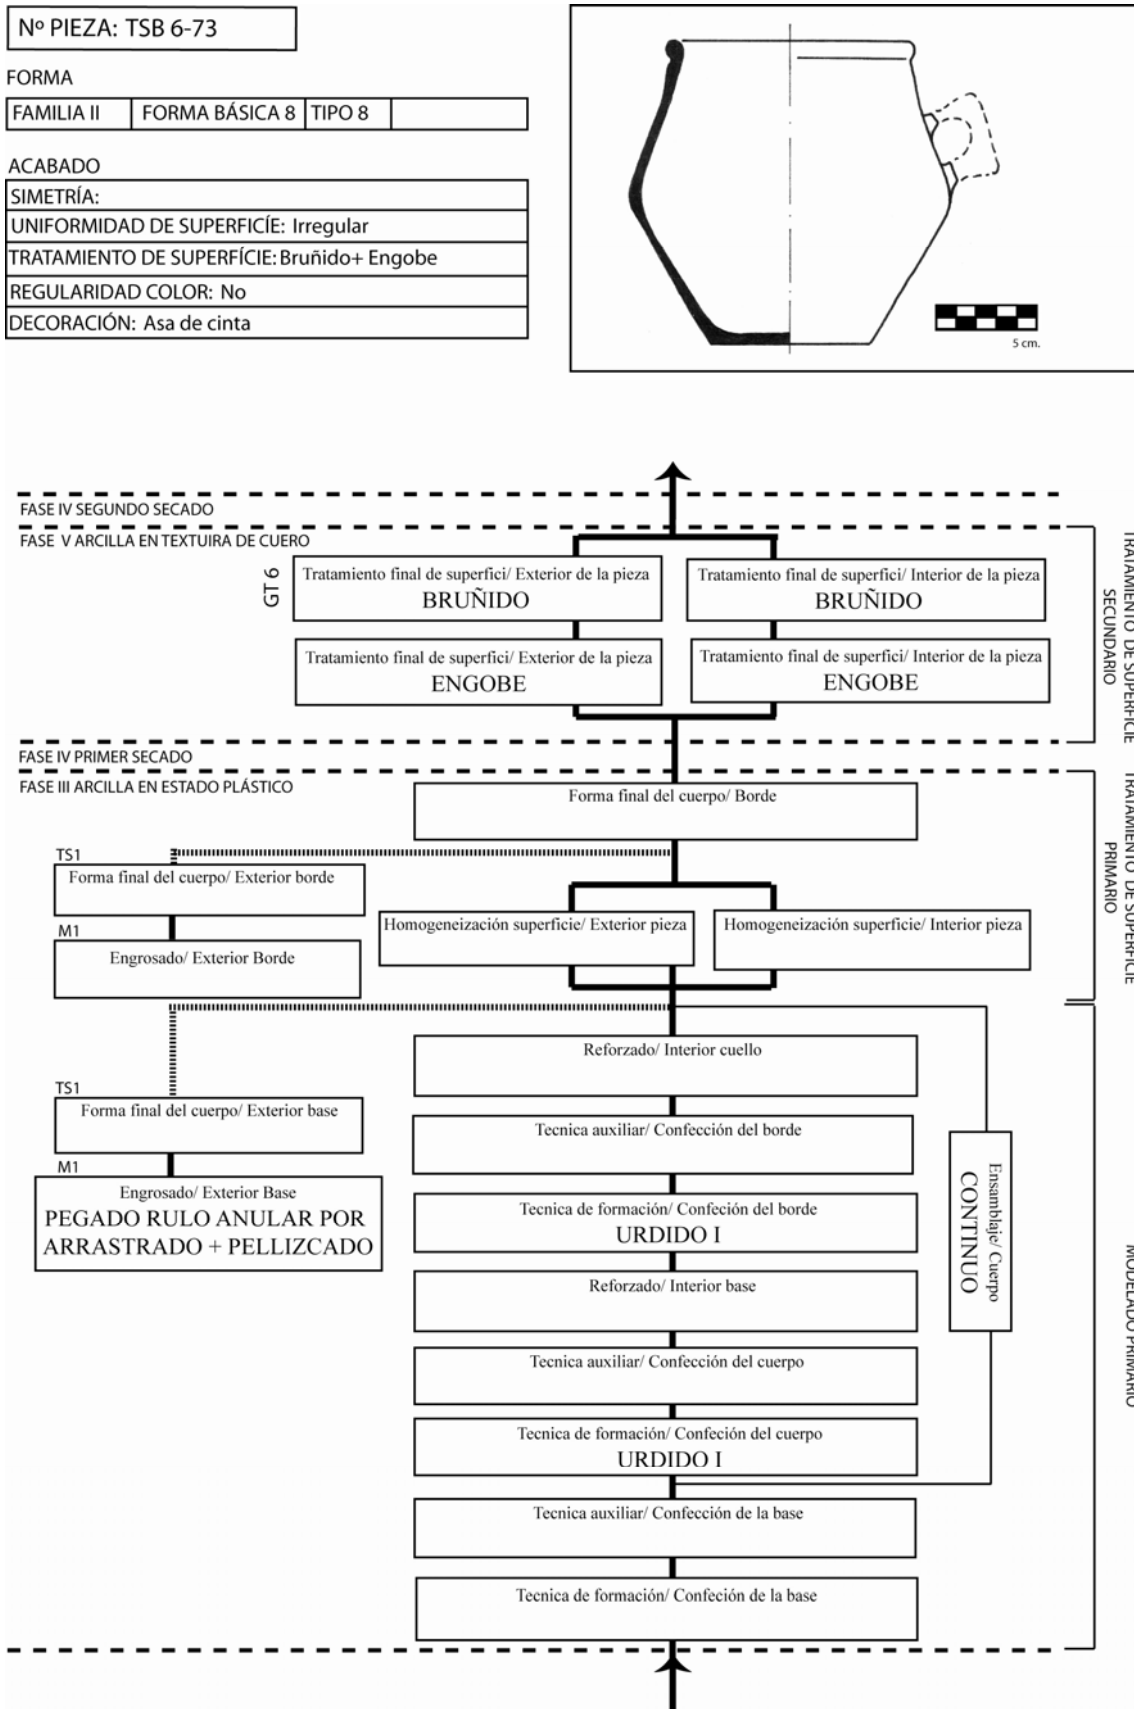 Nº PIEZA: TSB 6-73
FORMA
FAMILIA II FORMA BÁSICA 8 TIPO 8
ACABADO
SIMETRÍA:
UNIFORMIDAD DE SUPERFICÍE: Irregular
TRATAMIENTO DE SUPERFÍCIE: Bruñido+ Engobe
REGULARIDAD COLOR: No
DECORACIÓN: Asa de cinta
5 cm.
FASE IV SEGUNDO SECADO
FASE V ARCILLA EN TEXTUIRA DE CUERO
GT 6
Tratamiento final de superfici/ Exterior de la pieza
BRUÑIDO
Tratamiento final de superfici/ Interior de la pieza
BRUÑIDO
Tratamiento final de superfici/ Exterior de la pieza
ENGOBE
Tratamiento final de superfici/ Interior de la pieza
ENGOBE
TRATAMIENTO DE SUPERFICIE
SECUNDARIO
FASE IV PRIMER SECADO
FASE III ARCILLA EN ESTADO PLÁSTICO
Forma final del cuerpo/ Borde
TS1
Forma final del cuerpo/ Exterior borde
M1
Engrosado/ Exterior Borde
Homogeneización superficie/ Exterior pieza
Homogeneización superficie/ Interior pieza
TRATAMIENTO DE SUPERFICIE
PRIMARIO
Reforzado/ Interior cuello
TS1
Forma final del cuerpo/ Exterior base
M1
Engrosado/ Exterior Base
PEGADO RULO ANULAR POR
ARRASTRADO + PELLIZCADO
Tecnica auxiliar/ Confección del borde
Tecnica de formación/ Confeción del borde
URDIDO I
Reforzado/ Interior base
Tecnica auxiliar/ Confección del cuerpo
Tecnica de formación/ Confeción del cuerpo
URDIDO I
Ensamblaje/ Cuerpo
CONTINUO
Tecnica auxiliar/ Confección de la base
Tecnica de formación/ Confeción de la base
MODELADO PRIMARIO